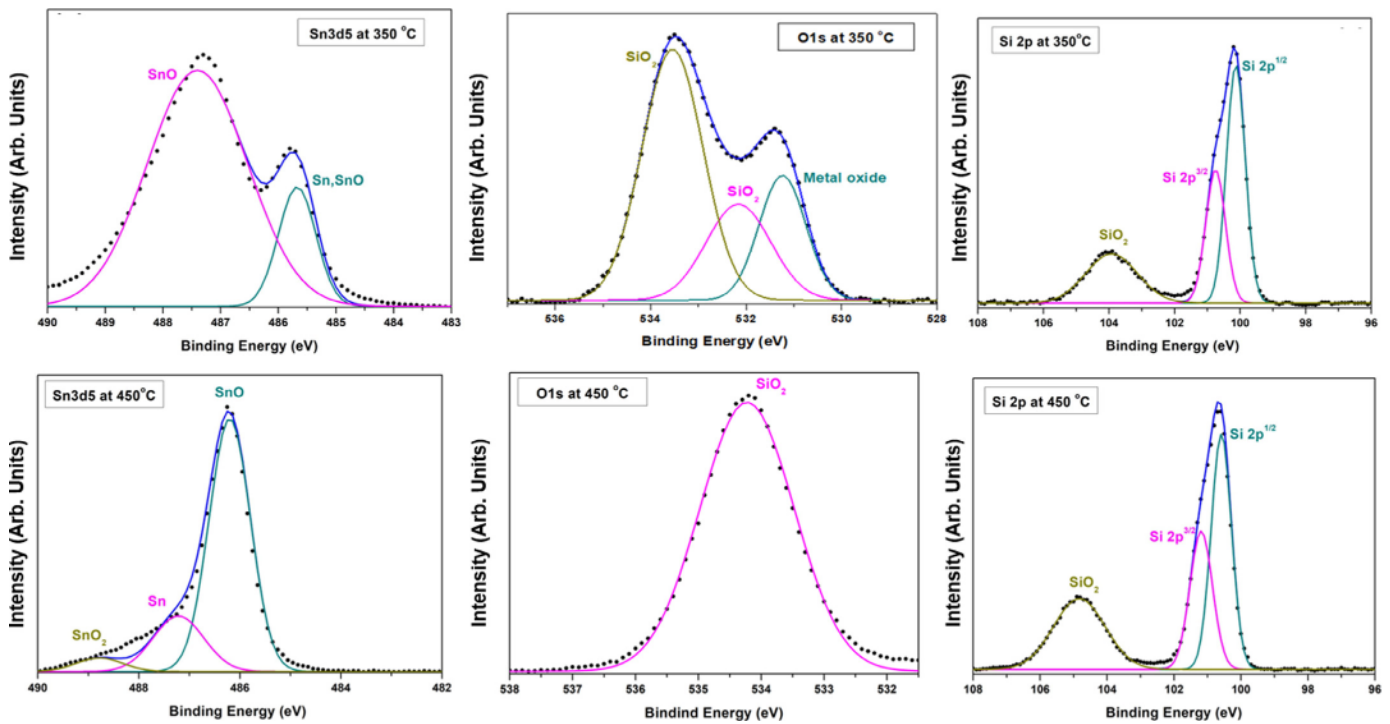 Sn3d5 at 350 °C
SnO
Sn,SnO
Intensity (Arb. Units)
490 489 488 487 486 485 484 483
Binding Energy (eV)
O1s at 350 °C
SiO2
SiO2
Metal oxide
Intensity (Arb. Units)
536 534 532 530 528
Binding Energy (eV)
Si 2p at 350°C
Si 2p1/2
Si 2p3/2
SiO2
Intensity (Arb. Units)
108 106 104 102 100 98 96
Binding Energy (eV)
Sn3d5 at 450°C
SnO
Sn
SnO2
Intensity (Arb. Units)
490 488 486 484 482
Binding Energy (eV)
O1s at 450 °C
SiO2
Intensity (Arb. Units)
538 537 536 535 534 533 532
Bindind Energy (eV)
Si 2p at 450 °C
Si 2p1/2
Si 2p3/2
SiO2
Intensity (Arb. Units)
108 106 104 102 100 98 96
Binding Energy (eV)